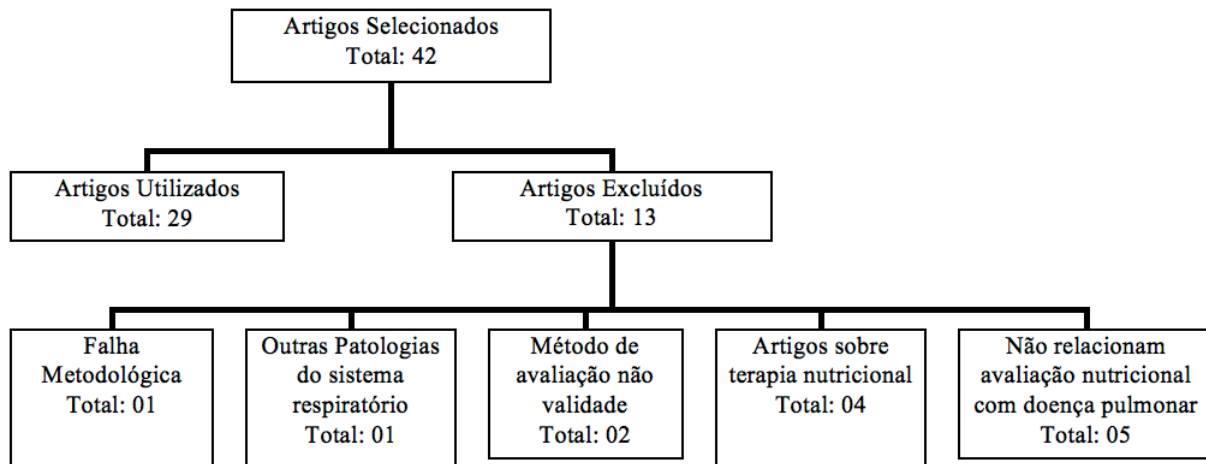 Artigos Selecionados
Total: 42
Artigos Utilizados
Total: 29
Artigos Excluídos
Total: 13
Falha
Metodológica
Total: 01
Outras Patologias
do sistema
respiratório
Total: 01
Método de
avaliação não
validade
Total: 02
Artigos sobre
terapia nutricional
Total: 04
Não relacionam
avaliação nutricional
com doença pulmonar
Total: 05